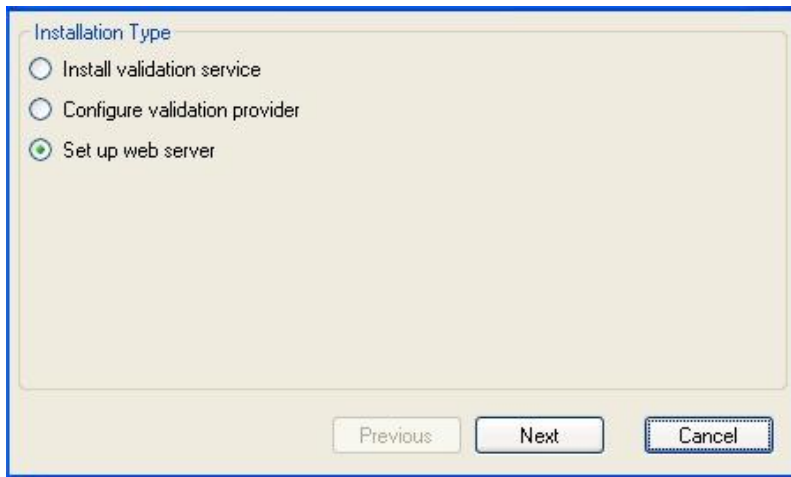 Installation Type
Install validation service
Configure validation provider
Set up web server
Previous Next Cancel